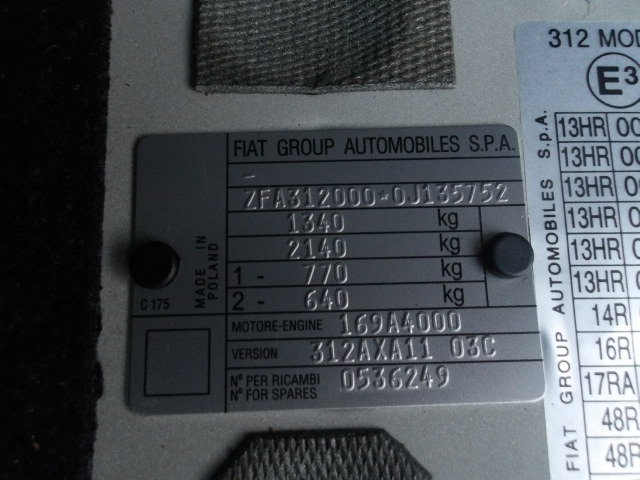 FIAT GROUP AUTOMOBILES S.P.A.
-
ZFA312000*0J135752
1340 kg
2140 kg
1 - 770 kg
2 - 640 kg
MOTORE-ENGINE 169A4000
VERSION 312AXA11 03C
N° PER RICAMBI
N° FOR SPARES 0536249
MADE IN
POLAND
C 175
312 MOD
E3
FIAT GROUP AUTOMOBILES S.p.A.
13HR
13HR
13HR
13HR
13HR
13HR
14R
16R
17RA
48R
48R